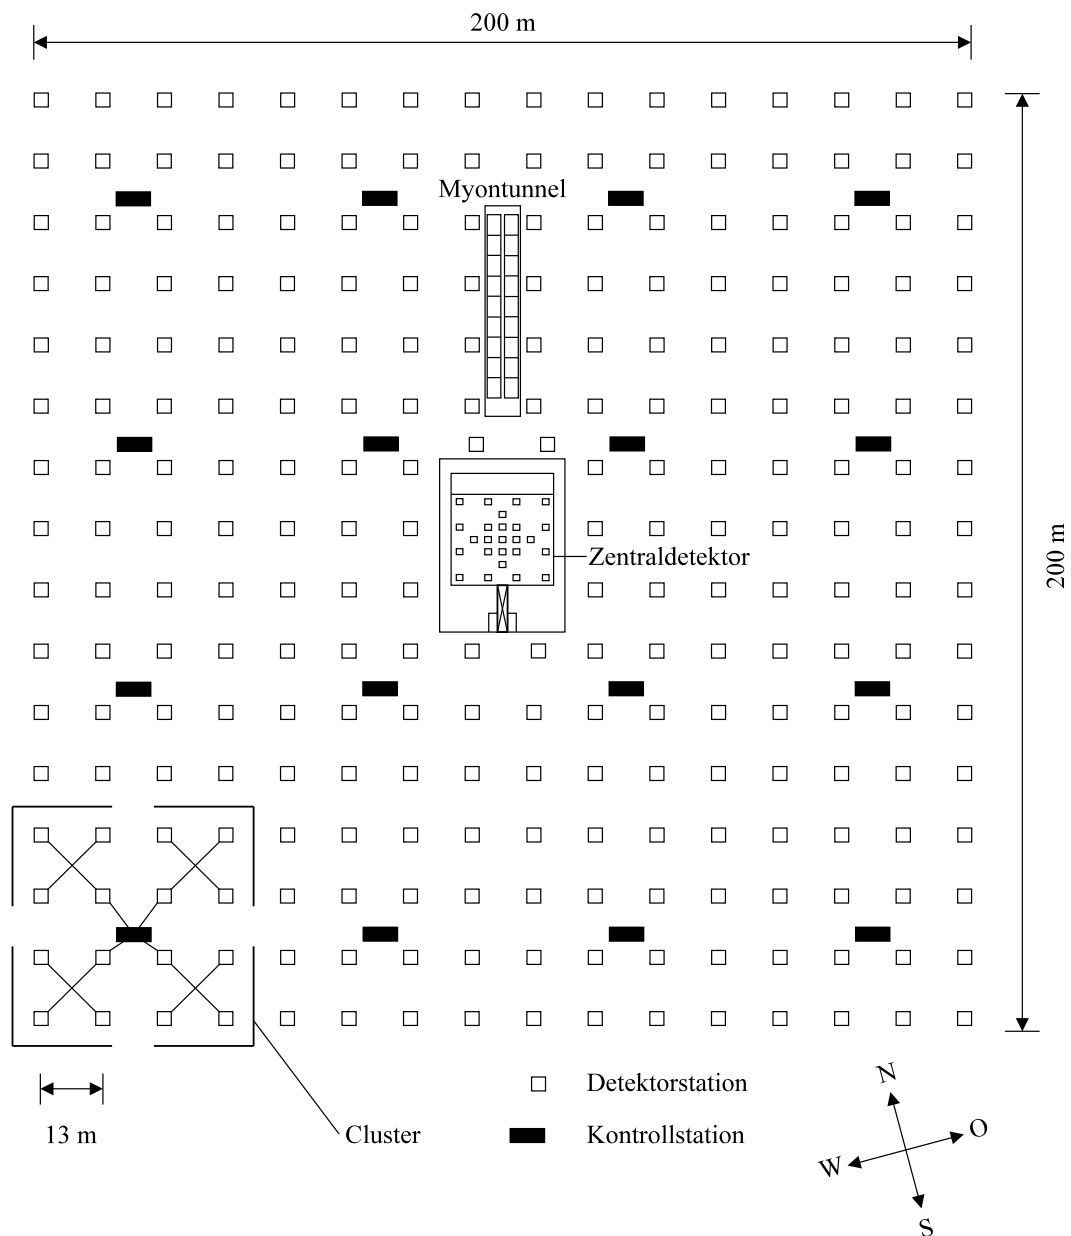 200 m
Myontunnel
Zentraldetektor
200 m
13 m
Cluster
Detektorstation
Kontrollstation
N
O
W
S